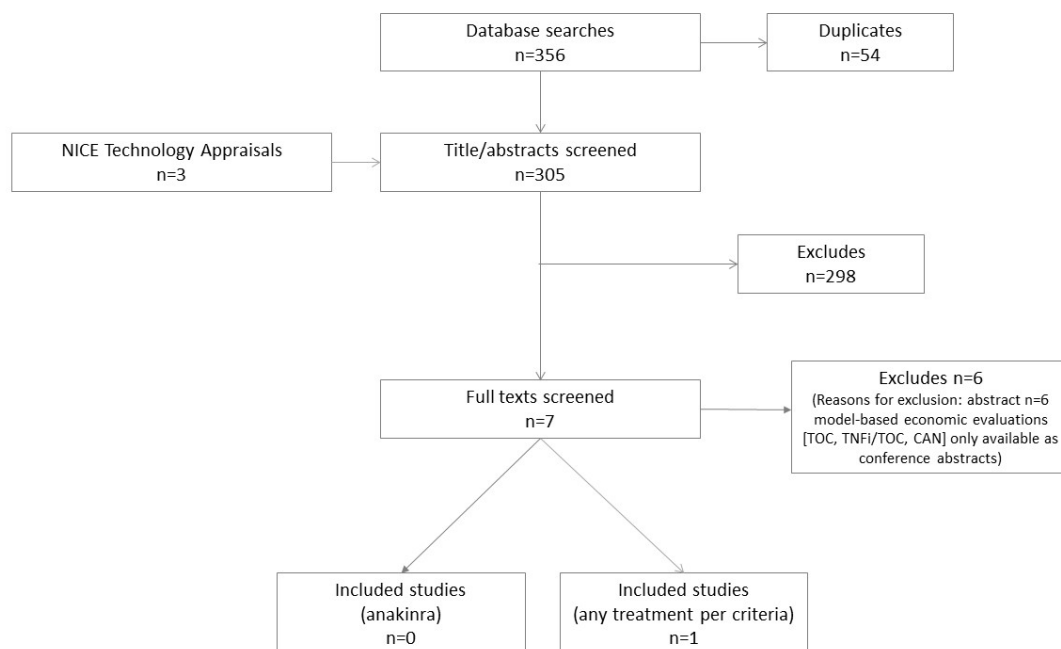 Database searches
n=356
Duplicates
n=54
NICE Technology Appraisals
n=3
Title/abstracts screened
n=305
Excludes
n=298
Full texts screened
n=7
Excludes n=6
(Reasons for exclusion: abstract n=6
model-based economic evaluations
[TOC, TNFi/TOC, CAN] only available as
conference abstracts)
Included studies
(anakinra)
n=0
Included studies
(any treatment per criteria)
n=1